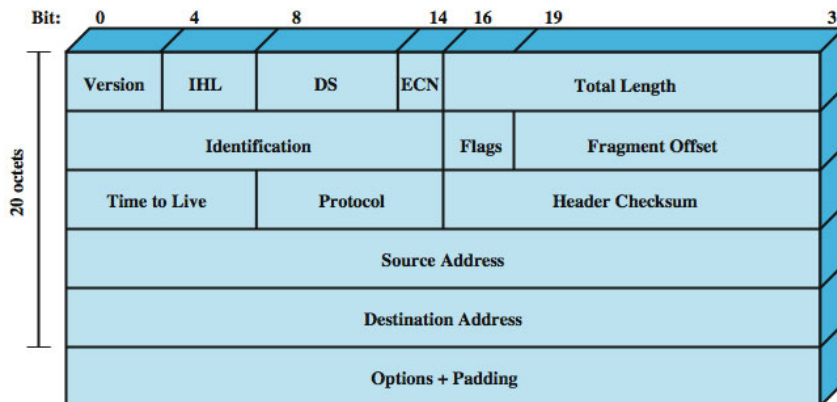 Bit: 0 4 8 14 16 19 3
Version IHL DS ECN Total Length
Identification Flags Fragment Offset
Time to Live Protocol Header Checksum
Source Address
Destination Address
Options + Padding
20 octets